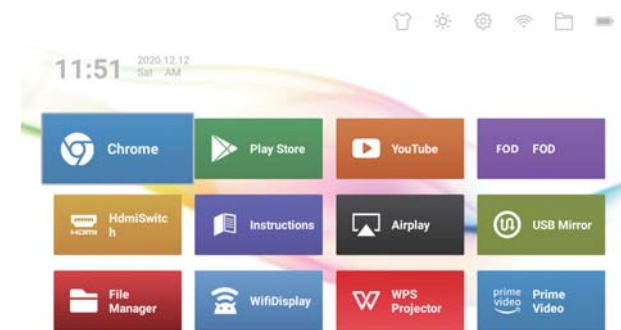 11:51
2020.12.12
Sat AM
Chrome
Play Store
YouTube
FOD FOD
HDMI
HdmiSwitc
h
Instructions
Airplay
USB Mirror
File
Manager
WifiDisplay
WPS
Projector
prime
video
Prime
Video